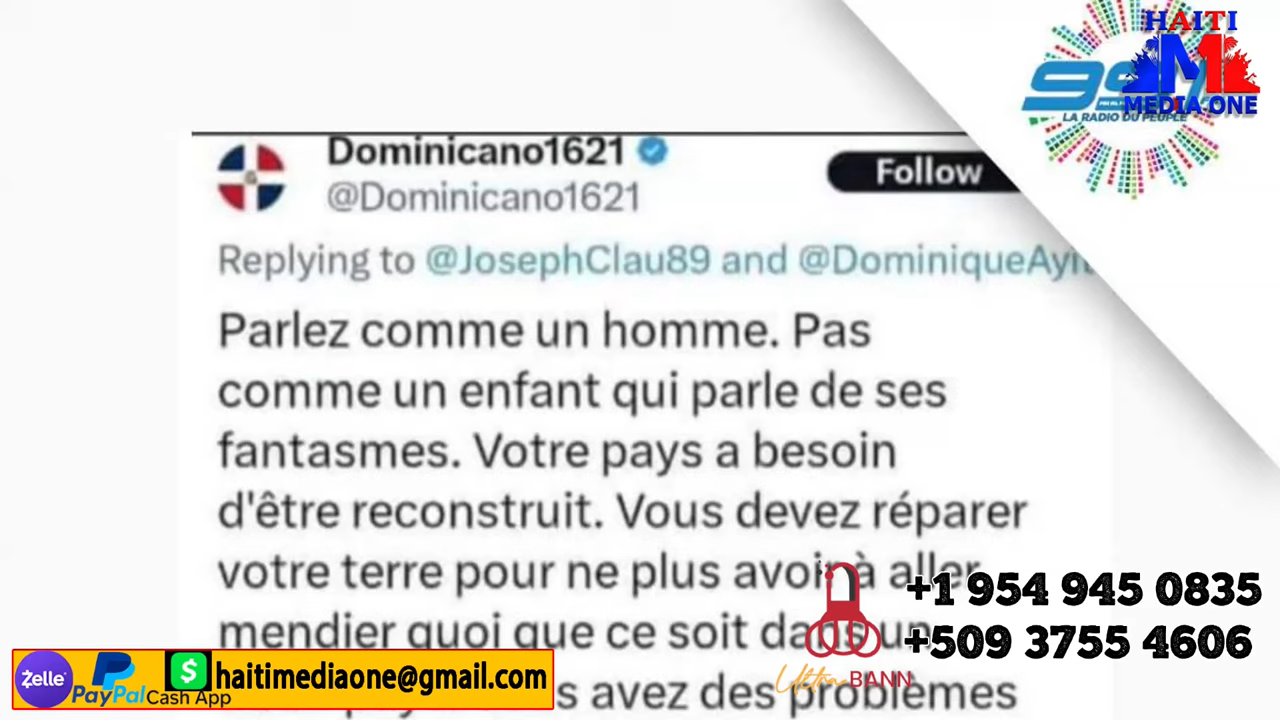 HAITI
MEDIA ONE
LA RADIO DU PEUPLE
Dominicano1621
@Dominicano1621
Follow
Replying to @JosephClau89 and
Parlez comme un homme. Pas
comme un enfant qui parle de ses
fantasmes. Votre pays a besoin
d'être reconstruit. Vous devez réparer
votre terre pour ne plus avoir à aller
mendier quoi que ce soit dans un
avez des problèmes
+1 954 945 0835
+509 3755 4606
Zelle
PayPal
Cash App
haitimediaone@gmail.com
BANN